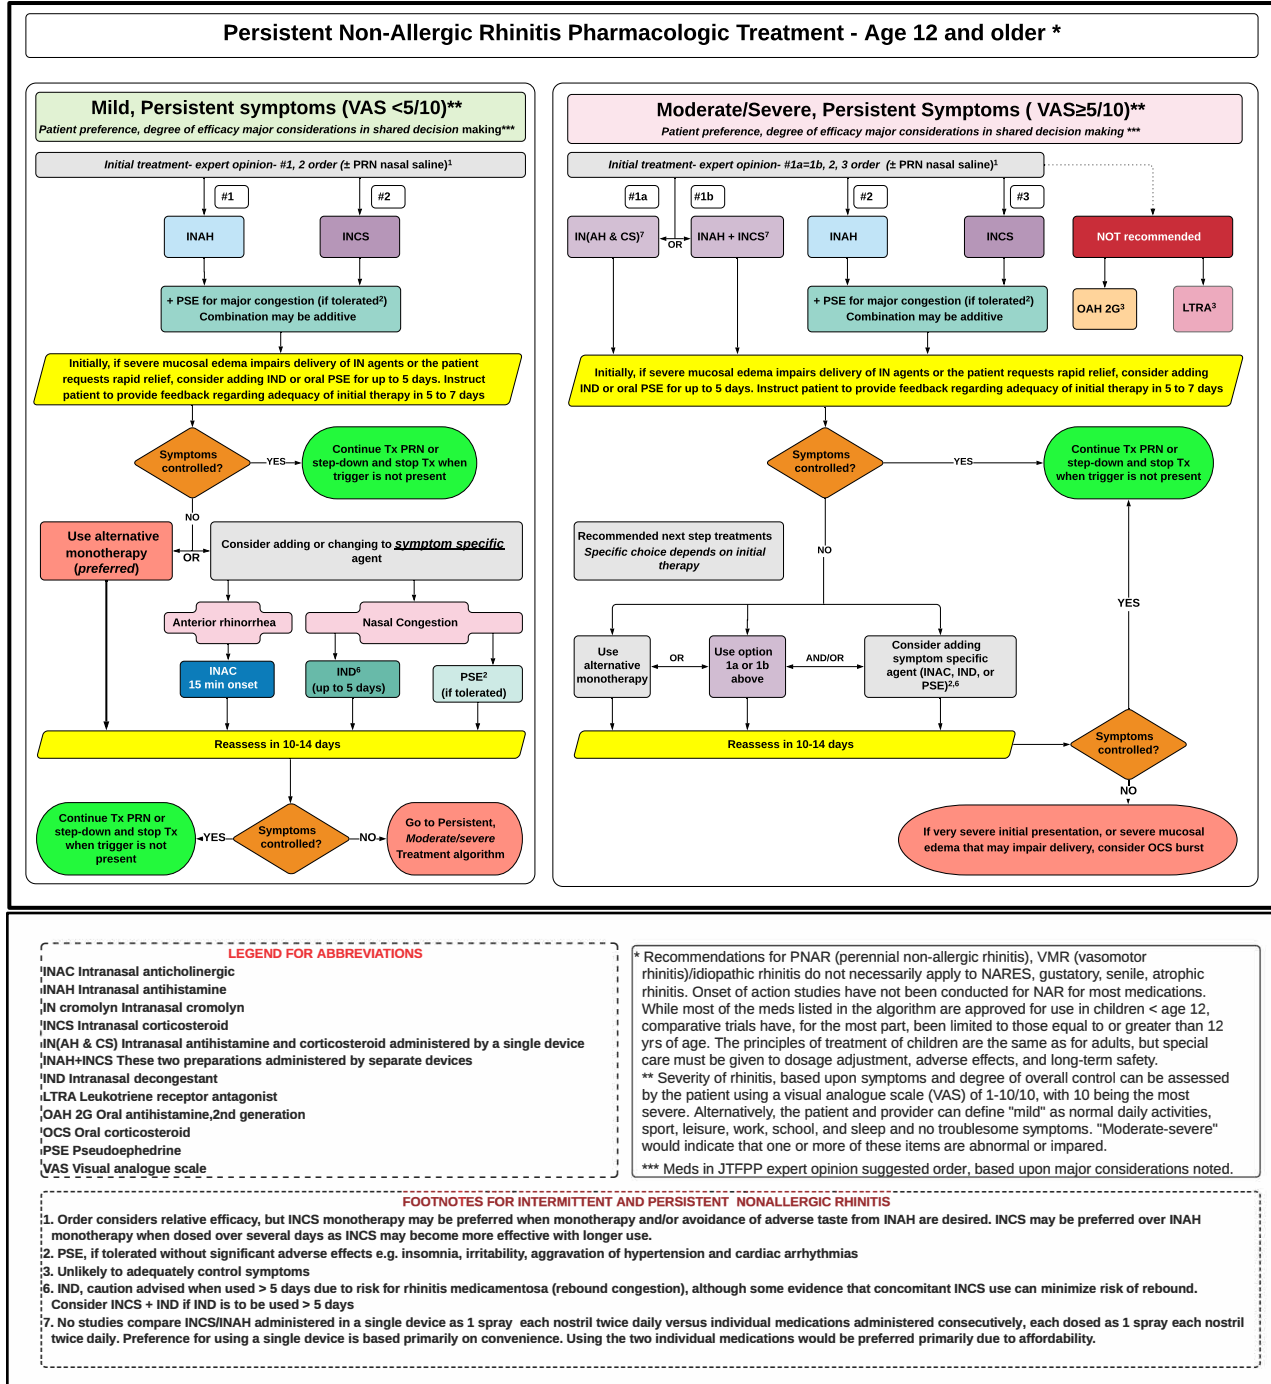 Persistent Non-Allergic Rhinitis Pharmacologic Treatment - Age 12 and older *
Mild, Persistent symptoms (VAS <5/10)**
Patient preference, degree of efficacy major considerations in shared decision making***
Initial treatment- expert opinion- #1, 2 order (± PRN nasal saline)¹
#1
#2
INAH
INCS
+ PSE for major congestion (if tolerated²)
Combination may be additive
Initially, if severe mucosal edema impairs delivery of IN agents or the patient
requests rapid relief, consider adding IND or oral PSE for up to 5 days. Instruct
patient to provide feedback regarding adequacy of initial therapy in 5 to 7 days
Symptoms
controlled?
YES
Continue Tx PRN or
step-down and stop Tx when
trigger is not present
NO
Use alternative
monotherapy
(preferred)
OR
Consider adding or changing to symptom specific
agent
Anterior rhinorrhea
Nasal Congestion
INAC
15 min onset
IND⁶
(up to 5 days)
PSE²
(if tolerated)
Reassess in 10-14 days
Continue Tx PRN or
step-down and stop Tx
when trigger is not
present
YES
Symptoms
controlled?
NO
Go to Persistent,
Moderate/severe
Treatment algorithm
Moderate/Severe, Persistent Symptoms ( VAS≥5/10)**
Patient preference, degree of efficacy major considerations in shared decision making ***
Initial treatment- expert opinion- #1a=1b, 2, 3 order (± PRN nasal saline)¹
#1a
#1b
#2
#3
IN(AH & CS)⁷
OR
INAH + INCS⁷
INAH
INCS
NOT recommended
+ PSE for major congestion (if tolerated²)
Combination may be additive
OAH 2G³
LTRA³
Initially, if severe mucosal edema impairs delivery of IN agents or the patient requests rapid relief, consider adding
IND or oral PSE for up to 5 days. Instruct patient to provide feedback regarding adequacy of initial therapy in 5 to 7 days
Symptoms
controlled?
YES
Continue Tx PRN or
step-down and stop Tx
when trigger is not present
NO
Recommended next step treatments
Specific choice depends on initial
therapy
YES
Use
alternative
monotherapy
OR
Use option
1a or 1b
above
AND/OR
Consider adding
symptom specific
agent (INAC, IND, or
PSE)²,⁶
Reassess in 10-14 days
Symptoms
controlled?
NO
If very severe initial presentation, or severe mucosal
edema that may impair delivery, consider OCS burst
LEGEND FOR ABBREVIATIONS
INAC Intranasal anticholinergic
INAH Intranasal antihistamine
IN cromolyn Intranasal cromolyn
INCS Intranasal corticosteroid
IN(AH & CS) Intranasal antihistamine and corticosteroid administered by a single device
INAH+INCS These two preparations administered by separate devices
IND Intranasal decongestant
LTRA Leukotriene receptor antagonist
OAH 2G Oral antihistamine,2nd generation
OCS Oral corticosteroid
PSE Pseudoephedrine
VAS Visual analogue scale
* Recommendations for PNAR (perennial non-allergic rhinitis), VMR (vasomotor
rhinitis)/idiopathic rhinitis do not necessarily apply to NARES, gustatory, senile, atrophic
rhinitis. Onset of action studies have not been conducted for NAR for most medications.
While most of the meds listed in the algorithm are approved for use in children < age 12,
comparative trials have, for the most part, been limited to those equal to or greater than 12
yrs of age. The principles of treatment of children are the same as for adults, but special
care must be given to dosage adjustment, adverse effects, and long-term safety.
** Severity of rhinitis, based upon symptoms and degree of overall control can be assessed
by the patient using a visual analogue scale (VAS) of 1-10/10, with 10 being the most
severe. Alternatively, the patient and provider can define "mild" as normal daily activities,
sport, leisure, work, school, and sleep and no troublesome symptoms. "Moderate-severe"
would indicate that one or more of these items are abnormal or impared.
*** Meds in JTFPP expert opinion suggested order, based upon major considerations noted.
FOOTNOTES FOR INTERMITTENT AND PERSISTENT NONALLERGIC RHINITIS
1. Order considers relative efficacy, but INCS monotherapy may be preferred when monotherapy and/or avoidance of adverse taste from INAH are desired. INCS may be preferred over INAH
monotherapy when dosed over several days as INCS may become more effective with longer use.
2. PSE, if tolerated without significant adverse effects e.g. insomnia, irritability, aggravation of hypertension and cardiac arrhythmias
3. Unlikely to adequately control symptoms
6. IND, caution advised when used > 5 days due to risk for rhinitis medicamentosa (rebound congestion), although some evidence that concomitant INCS use can minimize risk of rebound.
Consider INCS + IND if IND is to be used > 5 days
7. No studies compare INCS/INAH administered in a single device as 1 spray each nostril twice daily versus individual medications administered consecutively, each dosed as 1 spray each nostril
twice daily. Preference for using a single device is based primarily on convenience. Using the two individual medications would be preferred primarily due to affordability.